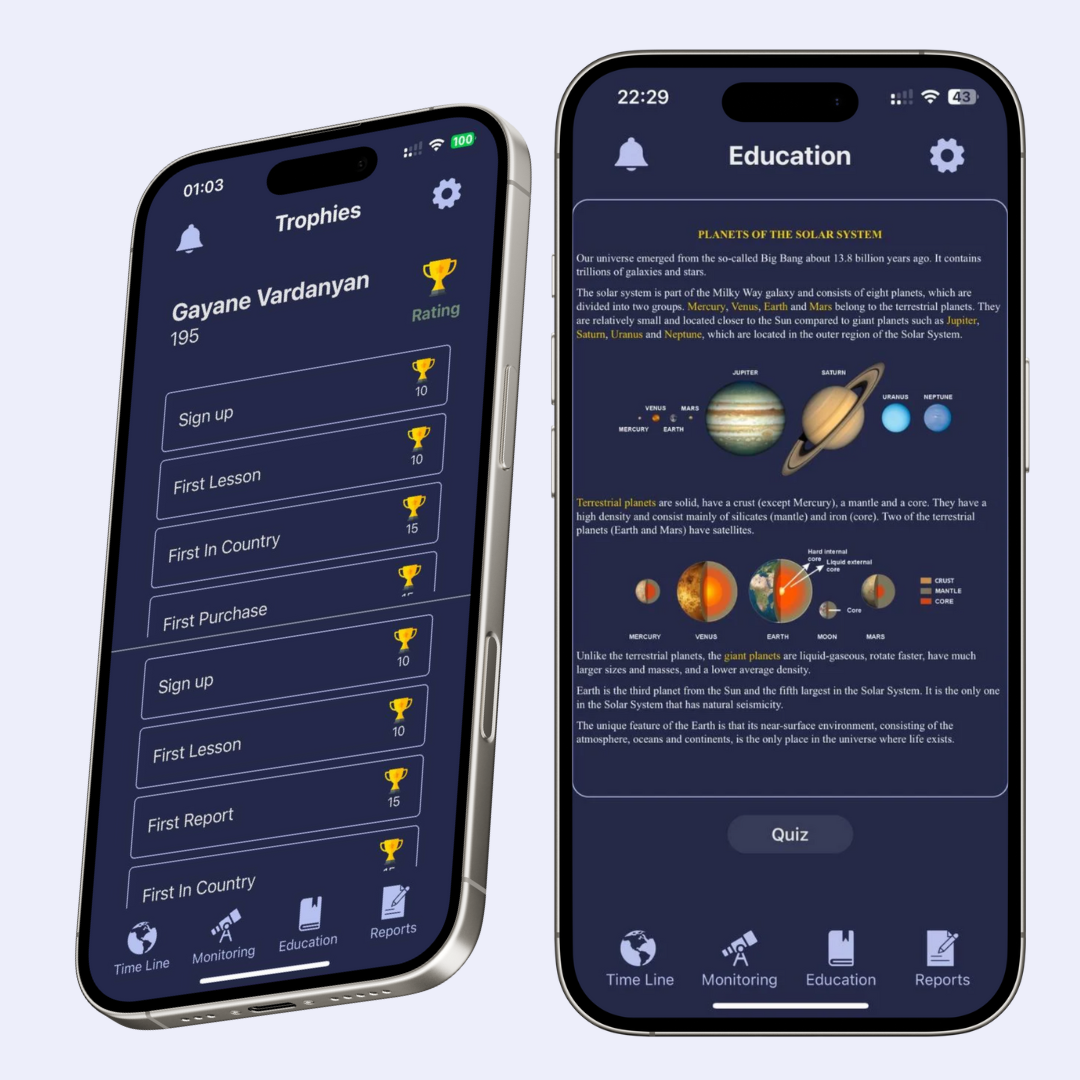 01:03
100
Trophies
Gayane Vardanyan
195
Rating
Sign up
10
First Lesson
10
First In Country
15
First Purchase
Sign up
10
First Lesson
10
First Report
15
First In Country
Time Line
Monitoring
Education
Reports
22:29
43
Education
PLANETS OF THE SOLAR SYSTEM
Our universe emerged from the so-called Big Bang about 13.8 billion years ago. It contains
trillions of galaxies and stars.
The solar system is part of the Milky Way galaxy and consists of eight planets, which are
divided into two groups. Mercury, Venus, Earth and Mars belong to the terrestrial planets. They
are relatively small and located closer to the Sun compared to giant planets such as Jupiter,
Saturn, Uranus and Neptune, which are located in the outer region of the Solar System.
JUPITER
SATURN
URANUS
NEPTUNE
VENUS
MARS
MERCURY
EARTH
Terrestrial planets are solid, have a crust (except Mercury), a mantle and a core. They have a
high density and consist mainly of silicates (mantle) and iron (core). Two of the terrestrial
planets (Earth and Mars) have satellites.
Hard internal
core
Liquid external
core
CRUST
MANTLE
CORE
Core
MERCURY
VENUS
EARTH
MOON
MARS
Unlike the terrestrial planets, the giant planets are liquid-gaseous, rotate faster, have much
larger sizes and masses, and a lower average density.
Earth is the third planet from the Sun and the fifth largest in the Solar System. It is the only one
in the Solar System that has natural seismicity.
The unique feature of the Earth is that its near-surface environment, consisting of the
atmosphere, oceans and continents, is the only place in the universe where life exists.
Quiz
Time Line
Monitoring
Education
Reports